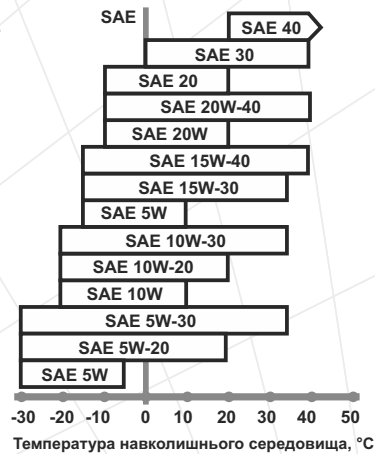 SAE
SAE 40
SAE 30
SAE 20
SAE 20W-40
SAE 20W
SAE 15W-40
SAE 15W-30
SAE 5W
SAE 10W-30
SAE 10W-20
SAE 10W
SAE 5W-30
SAE 5W-20
SAE 5W
-30 -20 -10 0 10 20 30 40 50
Температура навколишнього середовища, °C